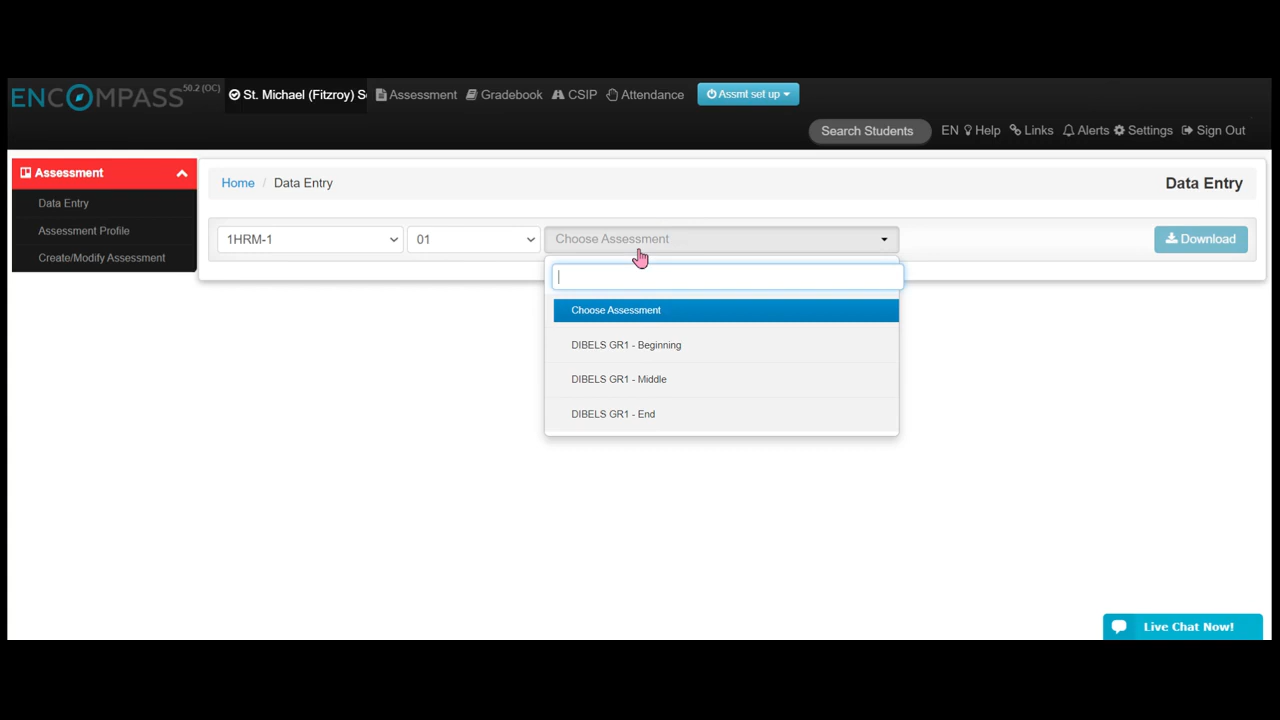 ENCOMPASS 50.2 (OC) St. Michael (Fitzroy) Assessment Gradebook CSIP Attendance Assmt set up
Search Students EN Help Links Alerts Settings Sign Out
Assessment
Data Entry
Assessment Profile
Create/Modify Assessment
Home / Data Entry Data Entry
1HRM-1 01 Choose Assessment Download
Choose Assessment
DIBELS GR1 - Beginning
DIBELS GR1 - Middle
DIBELS GR1 - End
Live Chat Now!